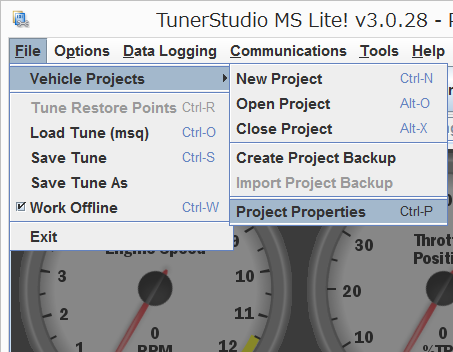 TunerStudio MS Lite! v3.0.28 -
File Options Data Logging Communications Tools Help
Vehicle Projects
Tune Restore Points Ctrl-R
Load Tune (msq) Ctrl-O
Save Tune Ctrl-S
Save Tune As
Work Offline Ctrl-W
Exit
New Project Ctrl-N
Open Project Alt-O
Close Project Alt-X
Create Project Backup
Import Project Backup
Project Properties Ctrl-P
Engine Speed
3
2
1
0
RPM
12
Thrott
Positi
30
20
10
0
%TP